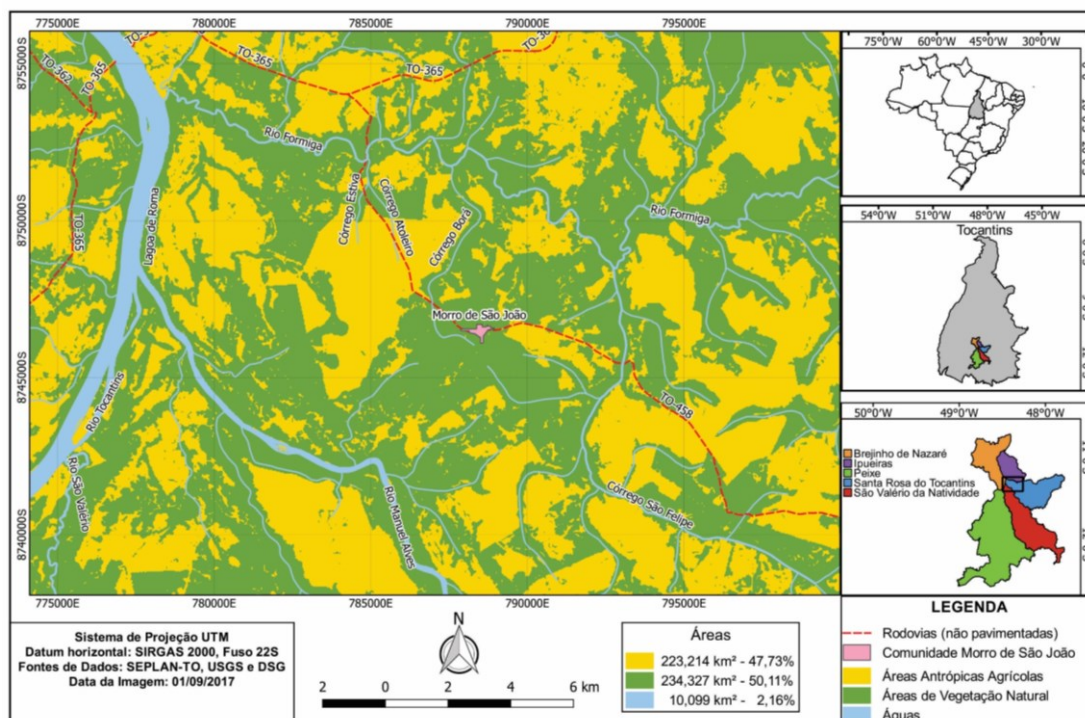 775000E 780000E 785000E 790000E 795000E
8755000N
8750000N
8745000N
8740000N
TO-362
TO-365
TO-365
TO-365
TO-365
Rio Formiga
Lagoa de Roma
Córrego Estiva
Córrego Atoleiro
Córrego Borá
Rio Formiga
Morro de São João
Rio Tocantins
TO-458
Rio São Valério
Rio Manuel Alves
Córrego São Felipe
775000E 780000E 785000E 790000E 795000E
75°0'O 60°0'O 45°0'O 30°0'O
54°0'O 51°0'O 48°0'O 45°0'O
Tocantins
50°0'O 49°0'O 48°0'O
Brejinho de Nazaré
Ipueiras
Peixe
Santa Rosa do Tocantins
São Valério da Natividade
Sistema de Projeção UTM
Datum horizontal: SIRGAS 2000, Fuso 22S
Fontes de Dados: SEPLAN-TO, USGS e DSG
Data da Imagem: 01/09/2017
N
2 0 2 4 6 km
Áreas
223,214 km² - 47,73%
234,327 km² - 50,11%
10,099 km² - 2,16%
LEGENDA
Rodovias (não pavimentadas)
Comunidade Morro de São João
Áreas Antrópicas Agrícolas
Áreas de Vegetação Natural
Águas